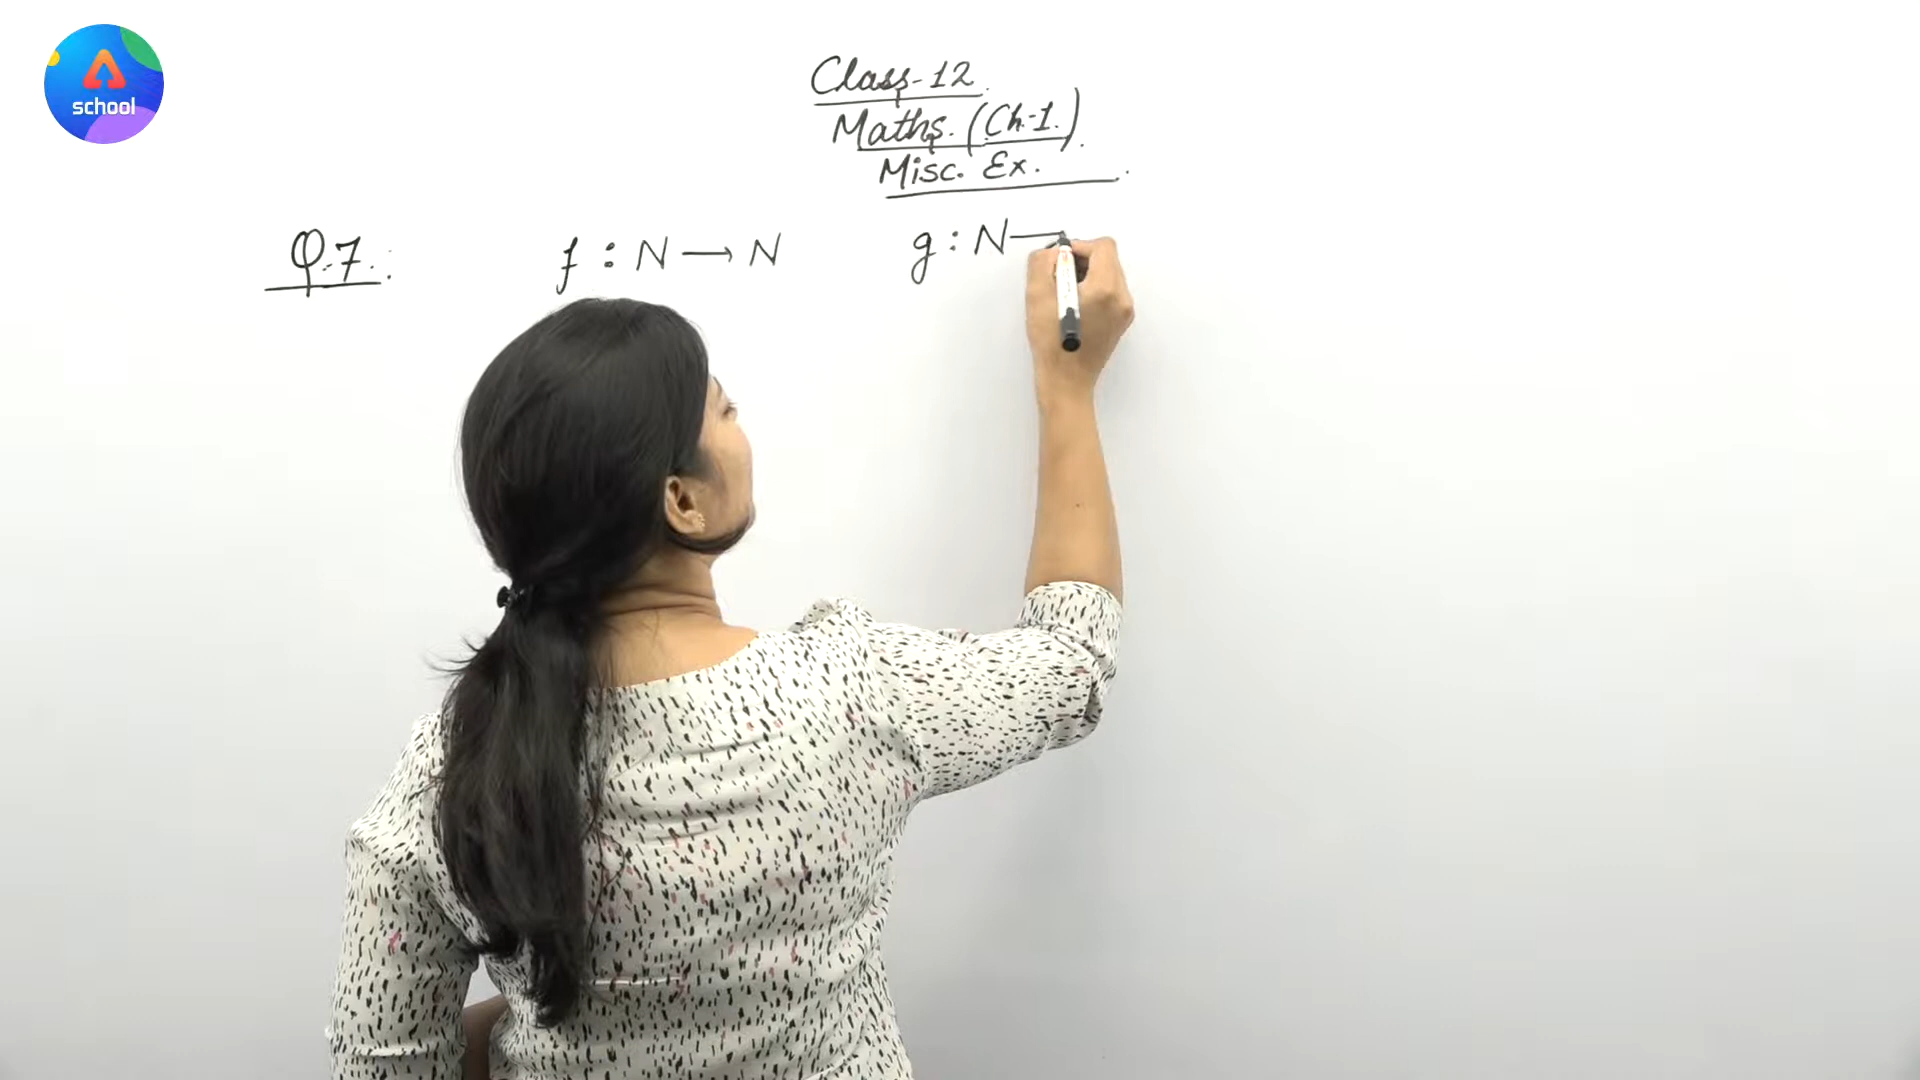 school
Class-12
Maths. (Ch-1.)
Misc. Ex.
Q.7. f : N → N g : N